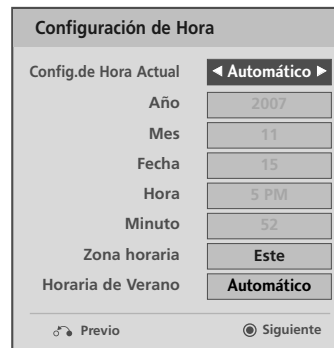 Configuración de Hora
Config.de Hora Actual ◀ Automático ▶
Año 2007
Mes 11
Fecha 15
Hora 5 PM
Minuto 52
Zona horaria Este
Horaria de Verano Automático
Previo Siguiente